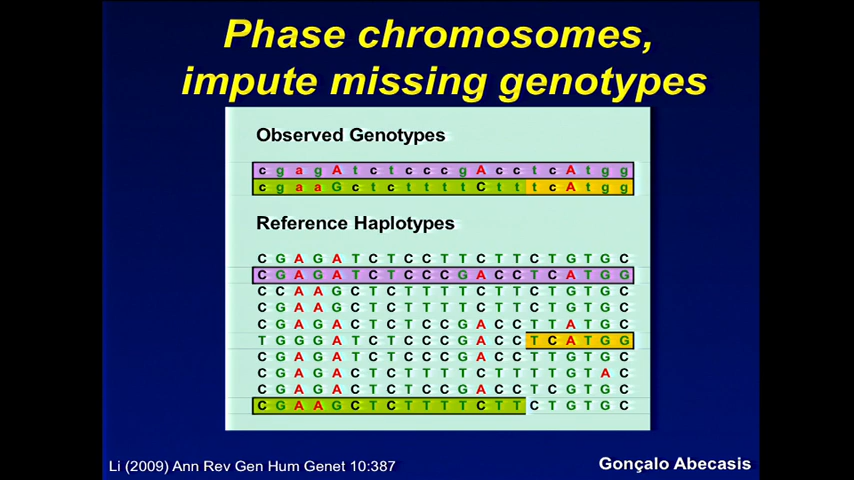 Phase chromosomes,
impute missing genotypes
Observed Genotypes
c g a g A t c t c c c g A c c t c A t g g
c g a a G c t c t t t t C t t t c A t g g
Reference Haplotypes
C G A G A T C T C C T T C T T C T G T G C
C G A G A T C T C C C G A C C T C A T G G
C C A A G C T C T T T T C T T C T G T G C
C G A A G C T C T T T T C T T C T G T G C
C G A G A C T C T C C G A C C T T A T G C
T G G G A T C T C C C G A C C T C A T G G
C G A G A T C T C C C G A C C T T G T G C
C G A G A C T C T T T T C T T T T G T A C
C G A G A C T C T C C G A C C T C G T G C
C G A A G C T C T T T T C T T C T G T G C
Li (2009) Ann Rev Gen Hum Genet 10:387
Gonçalo Abecasis